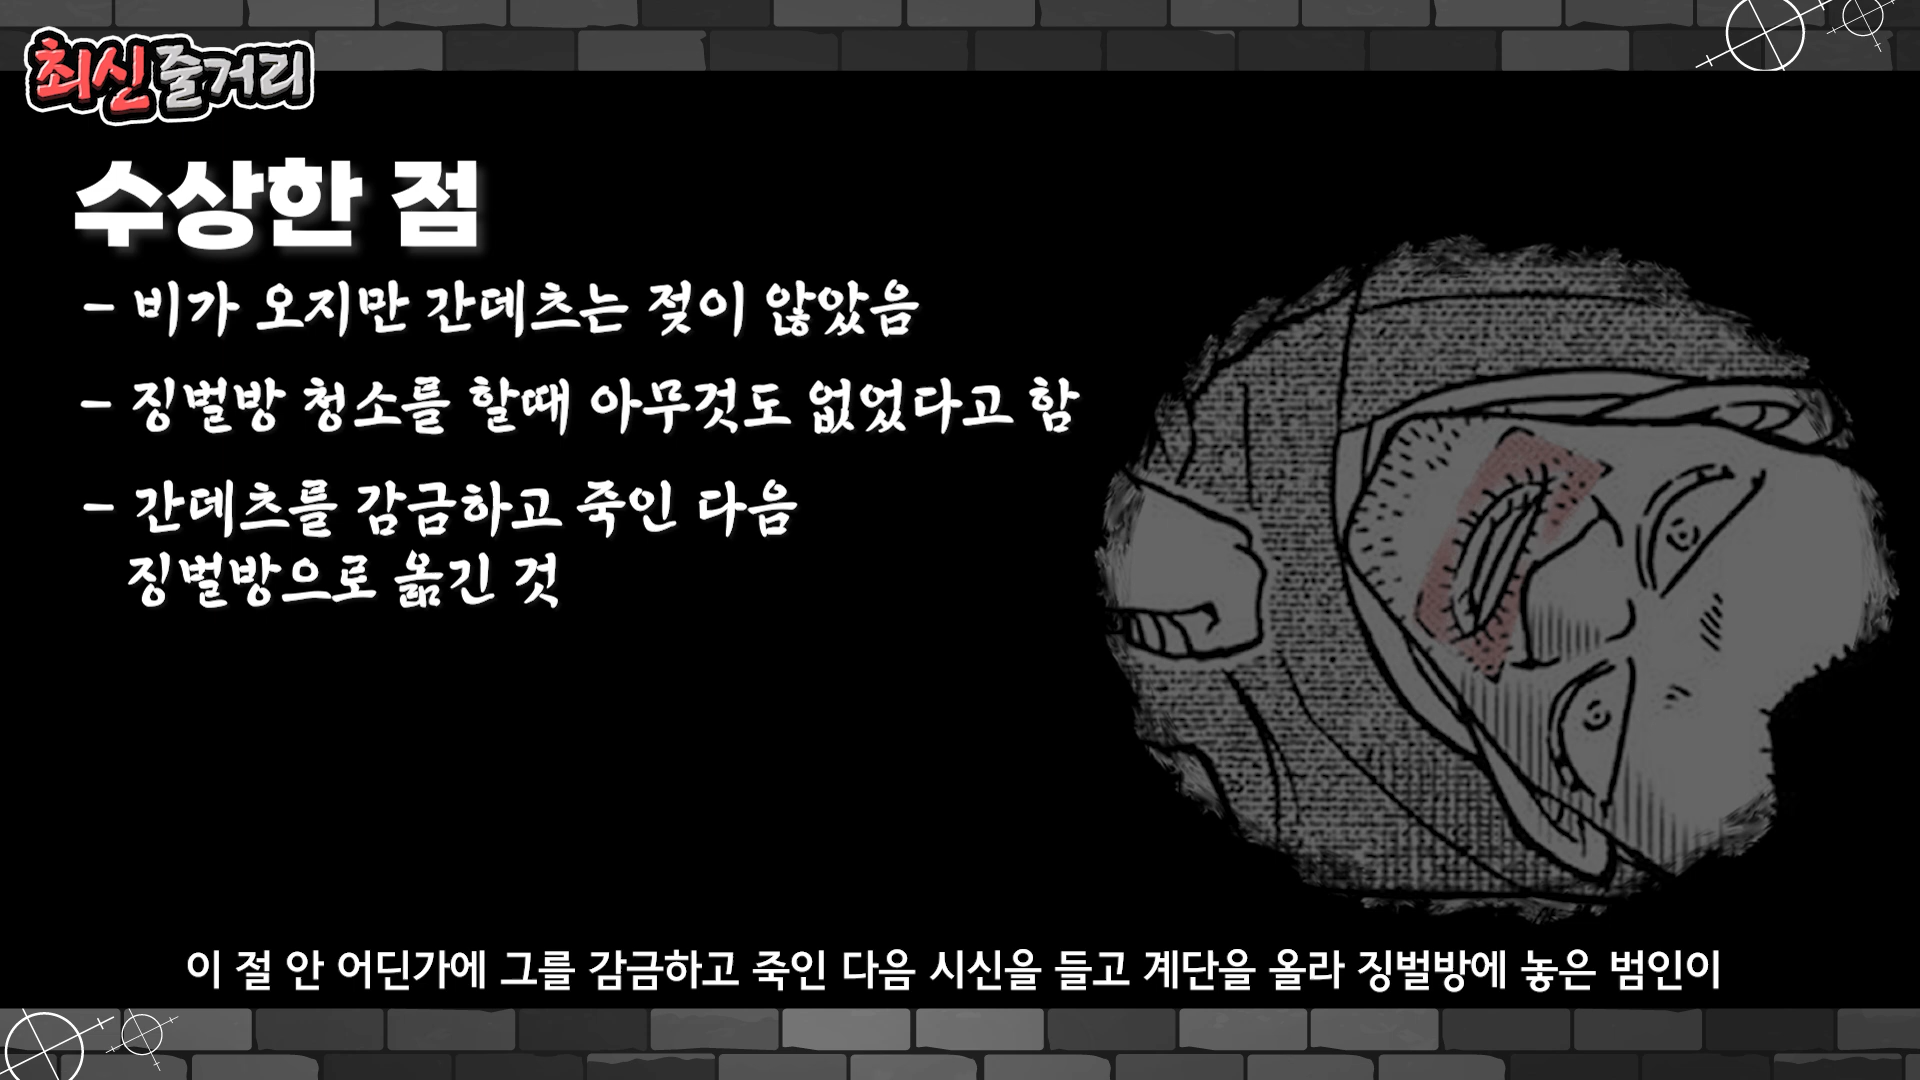 최신줄거리
수상한 점
- 비가 오지만 간데츠는 젖이 않았음
- 징벌방 청소를 할때 아무것도 없었다고 함
- 간데츠를 감금하고 죽인 다음
징벌방으로 옮긴 것
이 절 안 어딘가에 그를 감금하고 죽인 다음 시신을 들고 계단을 올라 징벌방에 놓은 범인이